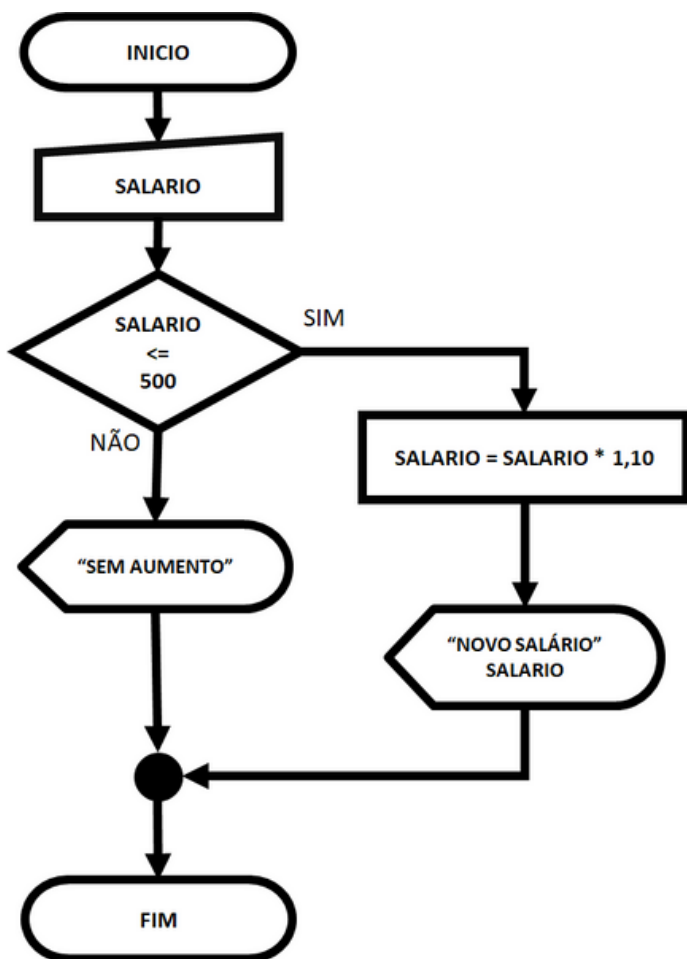 INICIO
SALARIO
SALARIO
<=
500
SIM
NÃO
SALARIO = SALARIO * 1,10
“SEM AUMENTO”
“NOVO SALÁRIO”
SALARIO
FIM